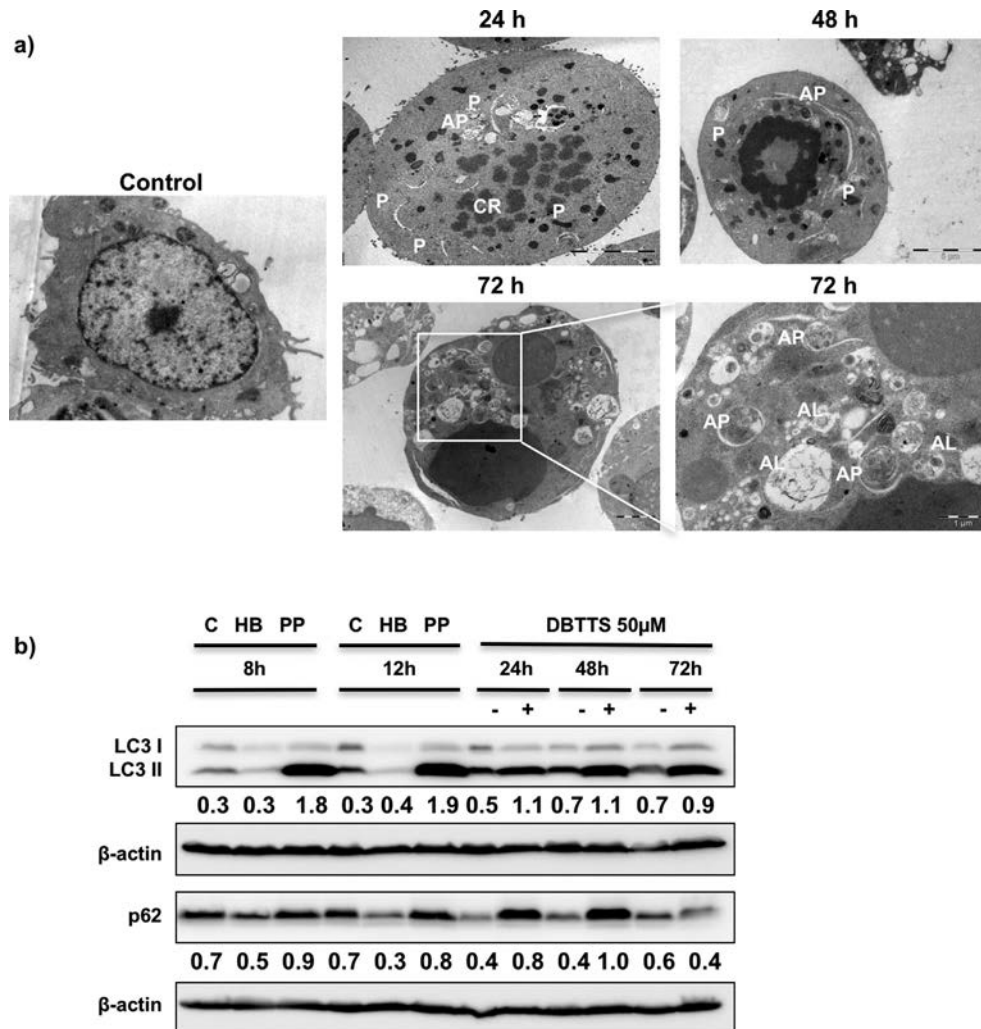 a)
Control
24 h
P
AP
CR
P
P
P
48 h
AP
P
P
5 µm
72 h
72 h
AP
AL
AP
AL
AL
AP
1 µm
b)
C HB PP C HB PP DBTTS 50µM
8h 12h 24h 48h 72h
- + - + - +
LC3 I
LC3 II
0.3 0.3 1.8 0.3 0.4 1.9 0.5 1.1 0.7 1.1 0.7 0.9
β-actin
p62
0.7 0.5 0.9 0.7 0.3 0.8 0.4 0.8 0.4 1.0 0.6 0.4
β-actin